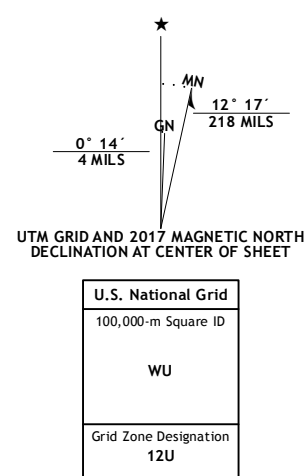 ★
MN
12° 17´
218 MILS
GN
0° 14´
4 MILS
UTM GRID AND 2017 MAGNETIC NORTH
DECLINATION AT CENTER OF SHEET
U.S. National Grid
100,000-m Square ID
WU
Grid Zone Designation
12U